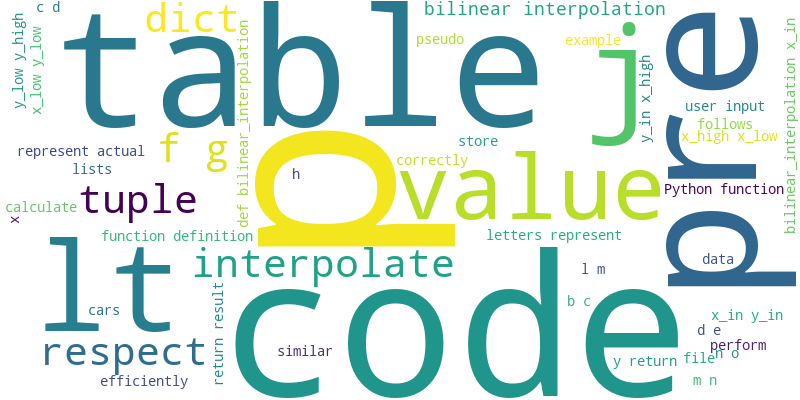 c d
dict
bilinear interpolation
table
j
pre
y_low y_high
x_low y_low
def bilinear_interpolation
pseudo
example
y_in x_high
bilinear_interpolation x_in
user input
follows
x_high x_low
store
f g
represent actual
lists
correctly
h
p
value
Python function
tuple
calculate
x
function definition
letters represent
lt
interpolate
data
l m
code
return result
b c
cars
x_in y_in
d e
respect
similar
perform
n o
y return
file
efficiently
m n